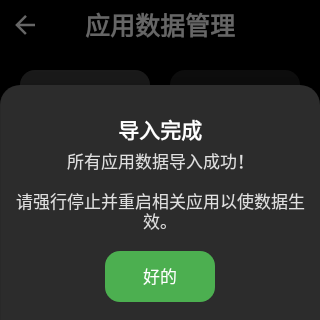 应用数据管理
导入完成
所有应用数据导入成功！
请强行停止并重启相关应用以使数据生
效。
好的